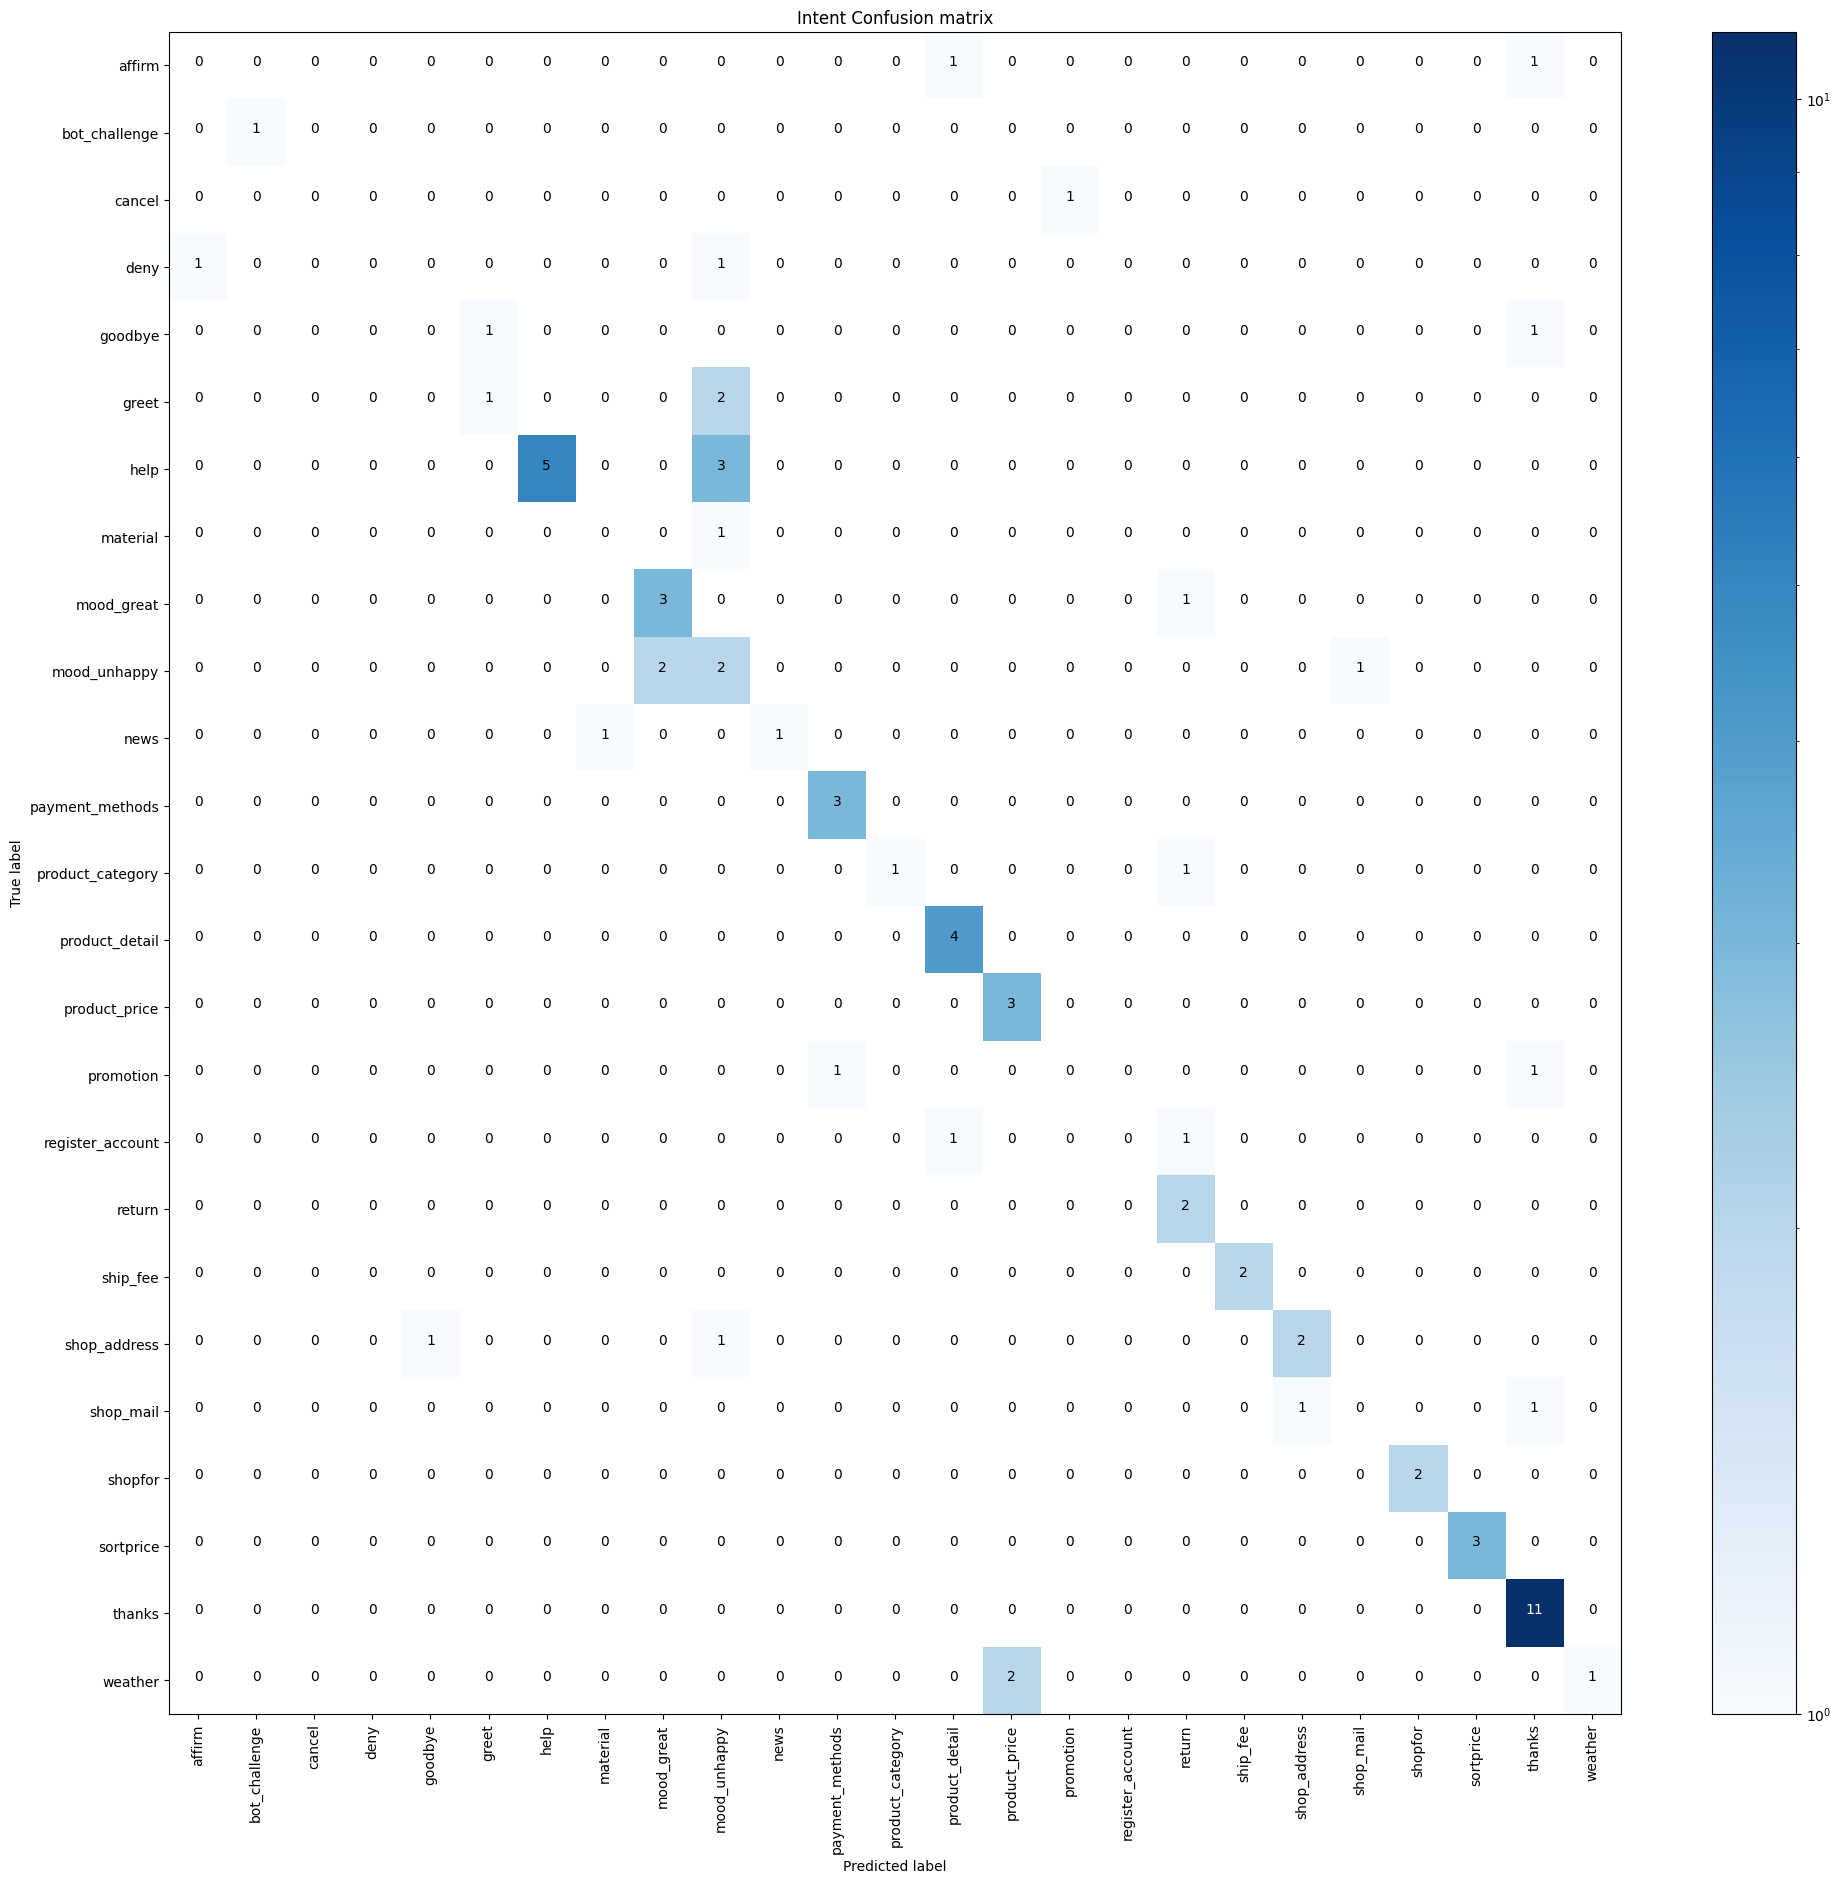 Intent Confusion matrix
affirm 0 0 0 0 0 0 0 0 0 0 0 0 0 1 0 0 0 0 0 0 0 0 0 1 0
bot_challenge 0 1 0 0 0 0 0 0 0 0 0 0 0 0 0 0 0 0 0 0 0 0 0 0 0
cancel 0 0 0 0 0 0 0 0 0 0 0 0 0 0 0 1 0 0 0 0 0 0 0 0 0
deny 1 0 0 0 0 0 0 0 0 1 0 0 0 0 0 0 0 0 0 0 0 0 0 0 0
goodbye 0 0 0 0 0 1 0 0 0 0 0 0 0 0 0 0 0 0 0 0 0 0 0 1 0
greet 0 0 0 0 0 1 0 0 0 2 0 0 0 0 0 0 0 0 0 0 0 0 0 0 0
help 0 0 0 0 0 0 5 0 0 3 0 0 0 0 0 0 0 0 0 0 0 0 0 0 0
material 0 0 0 0 0 0 0 0 0 1 0 0 0 0 0 0 0 0 0 0 0 0 0 0 0
mood_great 0 0 0 0 0 0 0 0 3 0 0 0 0 0 0 0 0 1 0 0 0 0 0 0 0
mood_unhappy 0 0 0 0 0 0 0 0 2 2 0 0 0 0 0 0 0 0 0 0 1 0 0 0 0
news 0 0 0 0 0 0 0 1 0 0 1 0 0 0 0 0 0 0 0 0 0 0 0 0 0
payment_methods 0 0 0 0 0 0 0 0 0 0 0 3 0 0 0 0 0 0 0 0 0 0 0 0 0
product_category 0 0 0 0 0 0 0 0 0 0 0 0 1 0 0 0 0 1 0 0 0 0 0 0 0
product_detail 0 0 0 0 0 0 0 0 0 0 0 0 0 4 0 0 0 0 0 0 0 0 0 0 0
product_price 0 0 0 0 0 0 0 0 0 0 0 0 0 0 3 0 0 0 0 0 0 0 0 0 0
promotion 0 0 0 0 0 0 0 0 0 0 0 1 0 0 0 0 0 0 0 0 0 0 0 1 0
register_account 0 0 0 0 0 0 0 0 0 0 0 0 0 1 0 0 0 1 0 0 0 0 0 0 0
return 0 0 0 0 0 0 0 0 0 0 0 0 0 0 0 0 0 2 0 0 0 0 0 0 0
ship_fee 0 0 0 0 0 0 0 0 0 0 0 0 0 0 0 0 0 0 2 0 0 0 0 0 0
shop_address 0 0 0 0 1 0 0 0 0 1 0 0 0 0 0 0 0 0 0 2 0 0 0 0 0
shop_mail 0 0 0 0 0 0 0 0 0 0 0 0 0 0 0 0 0 0 0 1 0 0 0 1 0
shopfor 0 0 0 0 0 0 0 0 0 0 0 0 0 0 0 0 0 0 0 0 0 2 0 0 0
sortprice 0 0 0 0 0 0 0 0 0 0 0 0 0 0 0 0 0 0 0 0 0 0 3 0 0
thanks 0 0 0 0 0 0 0 0 0 0 0 0 0 0 0 0 0 0 0 0 0 0 0 11 0
weather 0 0 0 0 0 0 0 0 0 0 0 0 0 0 2 0 0 0 0 0 0 0 0 0 1
True label
affirm
bot_challenge
cancel
deny
goodbye
greet
help
material
mood_great
mood_unhappy
news
payment_methods
product_category
product_detail
product_price
promotion
register_account
return
ship_fee
shop_address
shop_mail
shopfor
sortprice
thanks
weather
Predicted label
10¹
10⁰